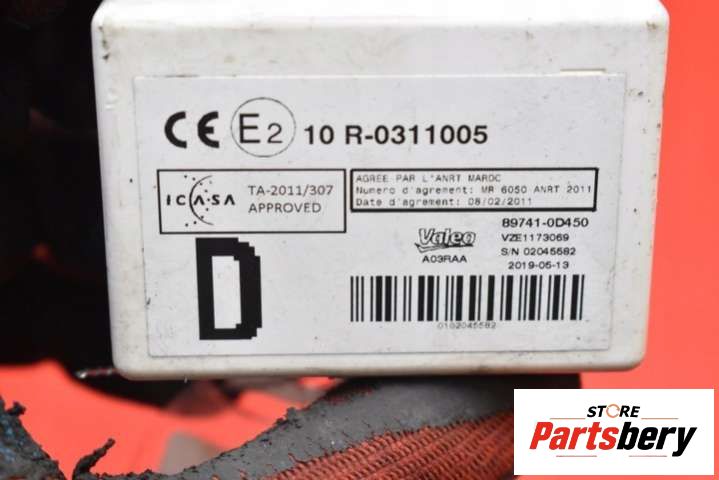 CE E2 10 R-0311005
ICASA
TA-2011/307
APPROVED
AGREE PAR L'ANRT MAROC
Numero d'agrement: MR 6050 ANRT 2011
Date d'agrement: 08/02/2011
D
Valeo
A03RAA
89741-0D450
VZE1173069
S/N 02045582
2019-05-13
0102045582
STORE
Partsbery